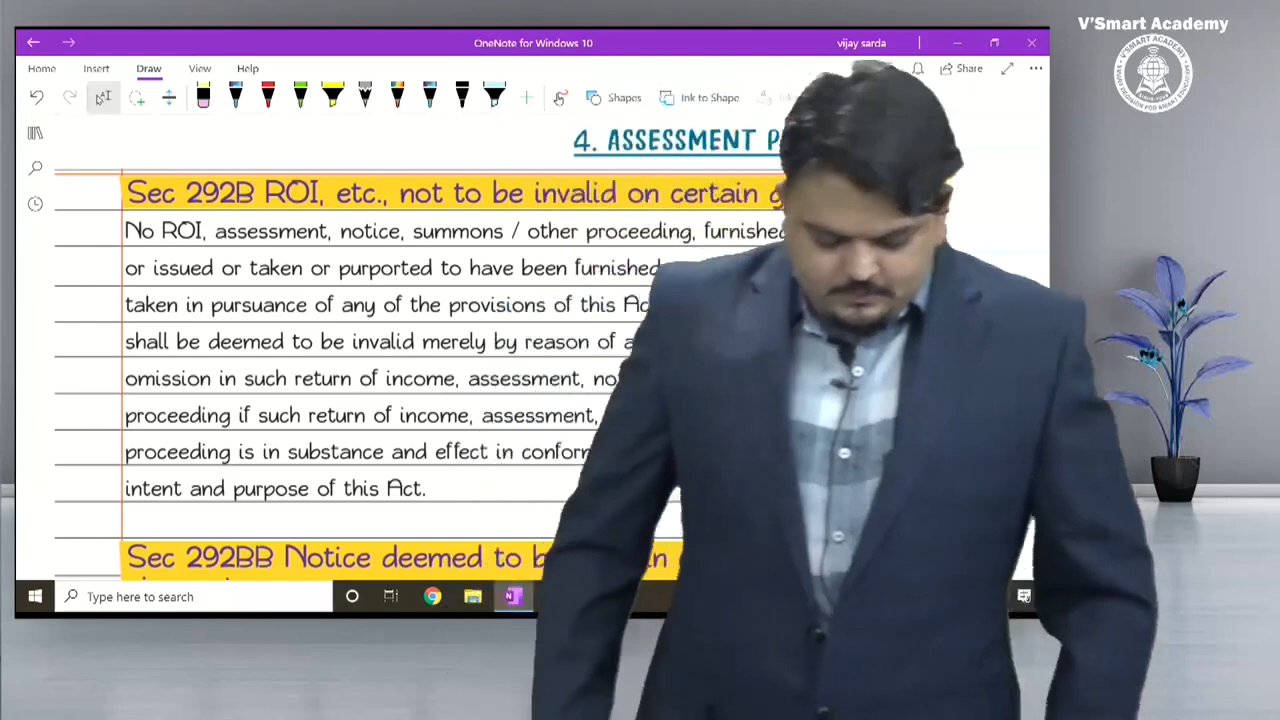 V'Smart Academy
OneNote for Windows 10
vijay sarda
Home Insert Draw View Help
Share
Shapes
Ink to Shape
4. ASSESSMENT
Sec 292B ROI, etc., not to be invalid on certain
No ROI, assessment, notice, summons / other proceeding, furnished
or issued or taken or purported to have been furnished
taken in pursuance of any of the provisions of this
shall be deemed to be invalid merely by reason of
omission in such return of income, assessment,
proceeding if such return of income, assessment,
proceeding is in substance and effect in
intent and purpose of this Act.
Sec 292BB Notice deemed to
Type here to search